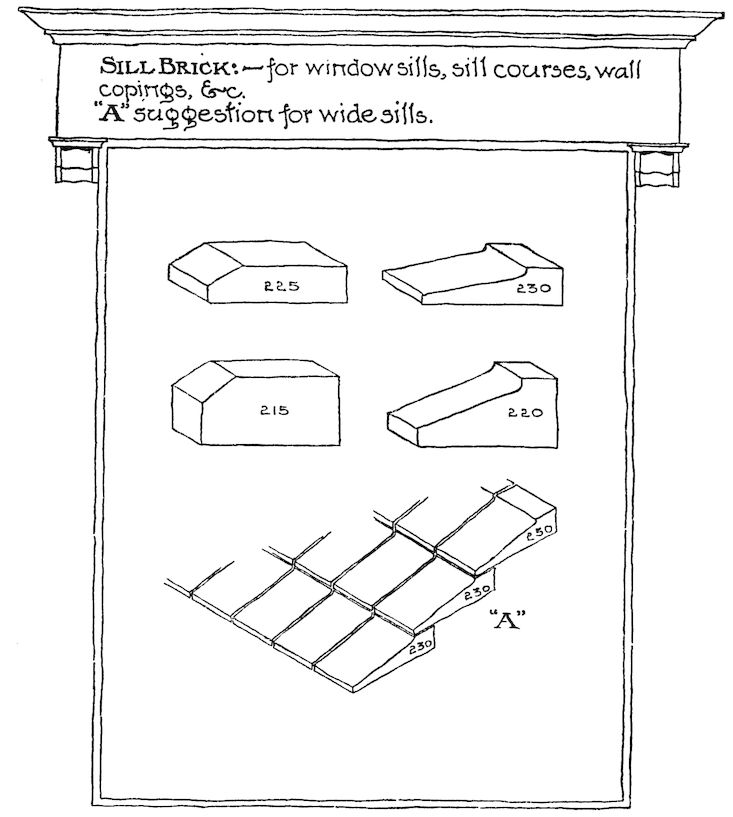 SILL BRICK:—for window sills, sill courses, wall
copings, &c.
"A" suggestion for wide sills.
225
230
215
220
230
230
"A"
230